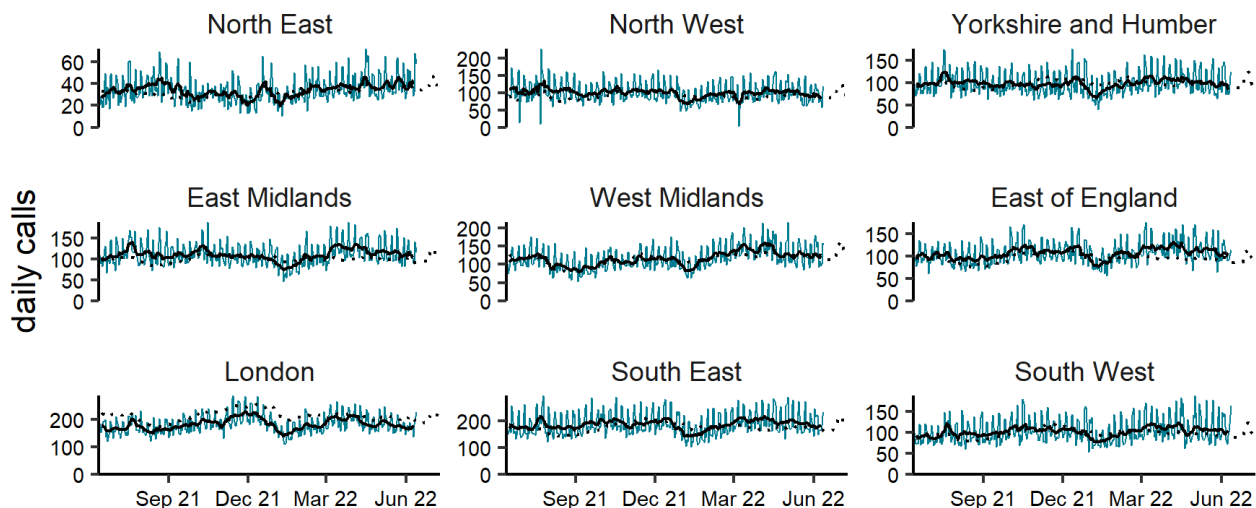 North East
North West
Yorkshire and Humber
60
40
20
0
200
150
100
50
0
150
100
50
0
daily calls
East Midlands
West Midlands
East of England
150
100
50
0
200
150
100
50
0
150
100
50
0
London
South East
South West
200
100
0
200
100
0
150
100
50
0
Sep 21 Dec 21 Mar 22 Jun 22
Sep 21 Dec 21 Mar 22 Jun 22
Sep 21 Dec 21 Mar 22 Jun 22